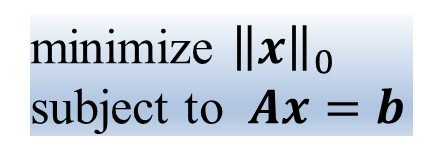 minimize ‖x‖₀
subject to Ax = b